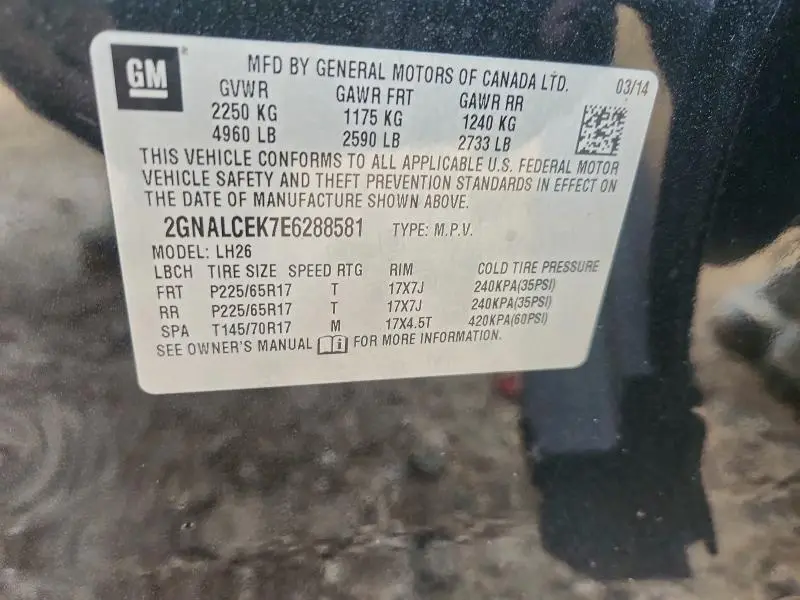 GM
MFD BY GENERAL MOTORS OF CANADA LTD. 03/14
GVWR GAWR FRT GAWR RR
2250 KG 1175 KG 1240 KG
4960 LB 2590 LB 2733 LB
THIS VEHICLE CONFORMS TO ALL APPLICABLE U.S. FEDERAL MOTOR
VEHICLE SAFETY AND THEFT PREVENTION STANDARDS IN EFFECT ON
THE DATE OF MANUFACTURE SHOWN ABOVE.
2GNALCEK7E6288581 TYPE: M.P.V.
MODEL: LH26
LBCH TIRE SIZE SPEED RTG RIM COLD TIRE PRESSURE
FRT P225/65R17 T 17X7J 240KPA(35PSI)
RR P225/65R17 T 17X7J 240KPA(35PSI)
SPA T145/70R17 M 17X4.5T 420KPA(60PSI)
SEE OWNER'S MANUAL i FOR MORE INFORMATION.